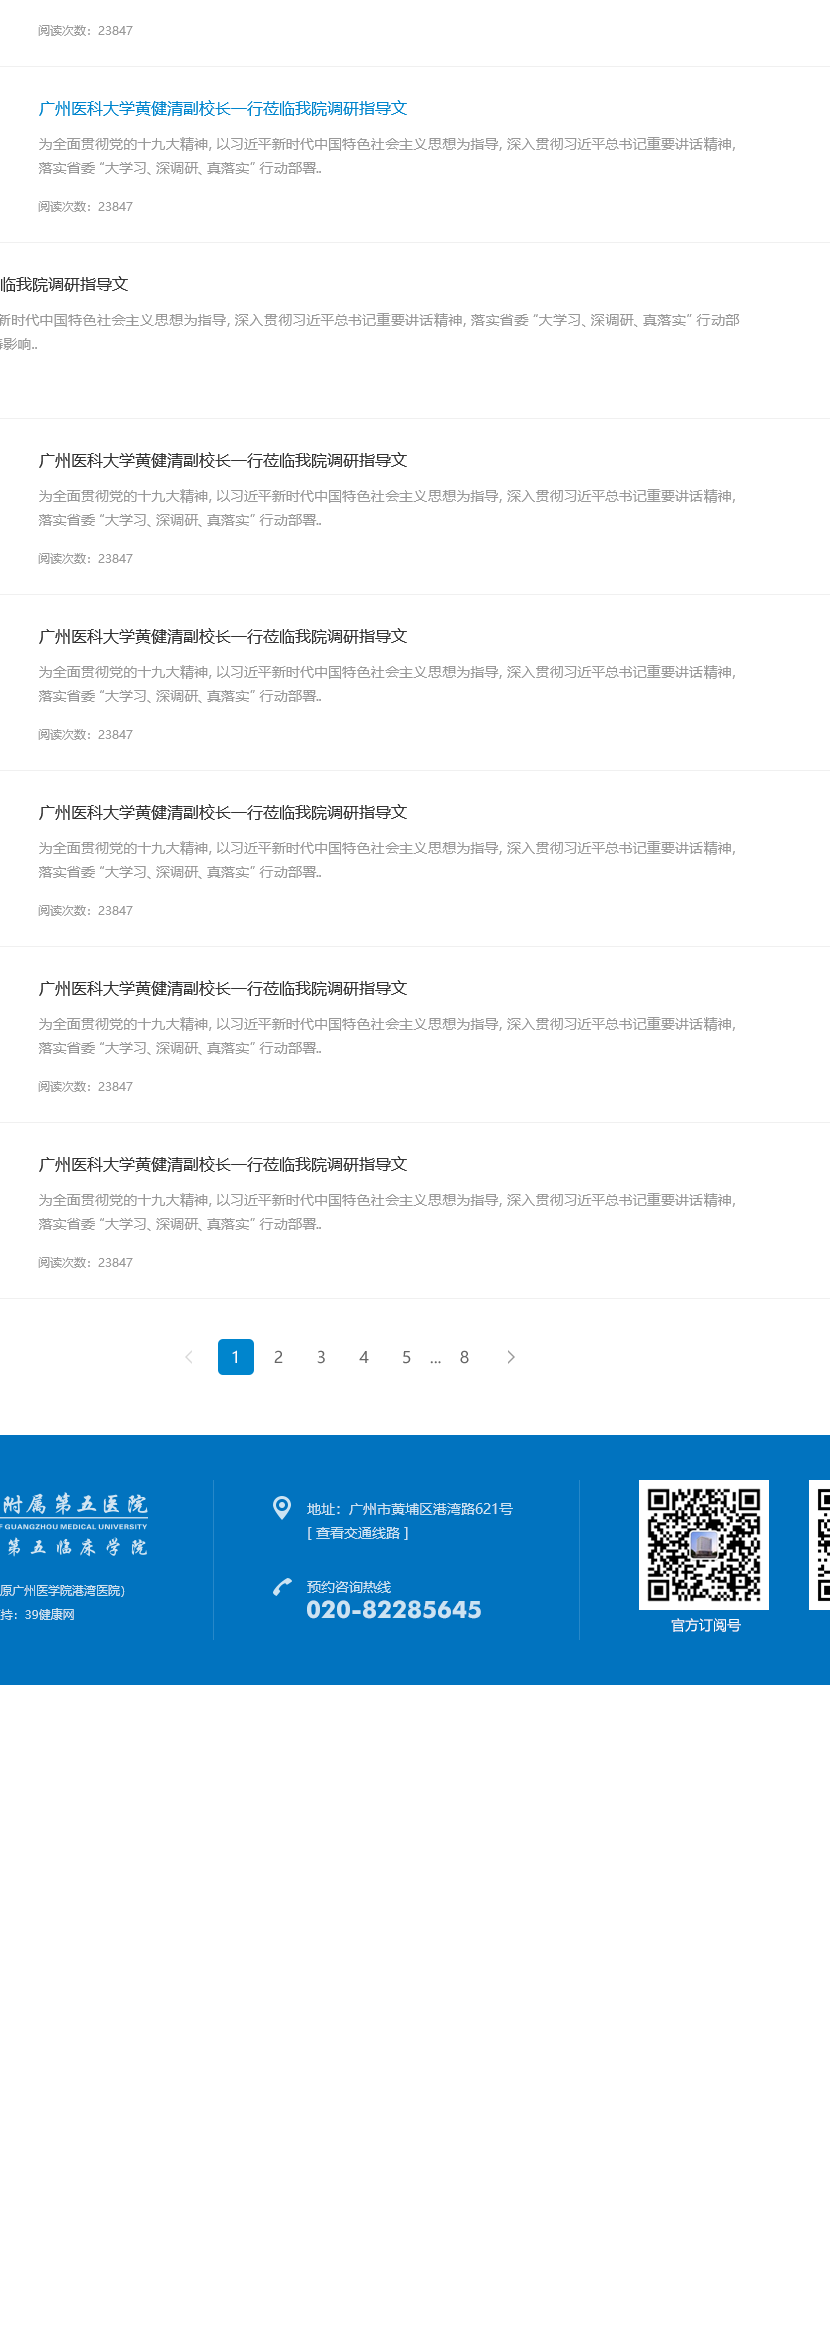 阅读次数：23847
广州医科大学黄健清副校长一行莅临我院调研指导文
为全面贯彻党的十九大精神, 以习近平新时代中国特色社会主义思想为指导, 深入贯彻习近平总书记重要讲话精神,
落实省委 “大学习、深调研、真落实” 行动部署..
阅读次数：23847
临我院调研指导文
新时代中国特色社会主义思想为指导, 深入贯彻习近平总书记重要讲话精神, 落实省委 “大学习、深调研、真落实” 行动部
影响..
广州医科大学黄健清副校长一行莅临我院调研指导文
为全面贯彻党的十九大精神, 以习近平新时代中国特色社会主义思想为指导, 深入贯彻习近平总书记重要讲话精神,
落实省委 “大学习、深调研、真落实” 行动部署..
阅读次数：23847
广州医科大学黄健清副校长一行莅临我院调研指导文
为全面贯彻党的十九大精神, 以习近平新时代中国特色社会主义思想为指导, 深入贯彻习近平总书记重要讲话精神,
落实省委 “大学习、深调研、真落实” 行动部署..
阅读次数：23847
广州医科大学黄健清副校长一行莅临我院调研指导文
为全面贯彻党的十九大精神, 以习近平新时代中国特色社会主义思想为指导, 深入贯彻习近平总书记重要讲话精神,
落实省委 “大学习、深调研、真落实” 行动部署..
阅读次数：23847
广州医科大学黄健清副校长一行莅临我院调研指导文
为全面贯彻党的十九大精神, 以习近平新时代中国特色社会主义思想为指导, 深入贯彻习近平总书记重要讲话精神,
落实省委 “大学习、深调研、真落实” 行动部署..
阅读次数：23847
广州医科大学黄健清副校长一行莅临我院调研指导文
为全面贯彻党的十九大精神, 以习近平新时代中国特色社会主义思想为指导, 深入贯彻习近平总书记重要讲话精神,
落实省委 “大学习、深调研、真落实” 行动部署..
阅读次数：23847
1 2 3 4 5 ... 8
附属第五医院
GUANGZHOU MEDICAL UNIVERSITY
第五临床学院
原广州医学院港湾医院）
持：39健康网
地址：广州市黄埔区港湾路621号
[ 查看交通线路 ]
预约咨询热线
020-82285645
官方订阅号